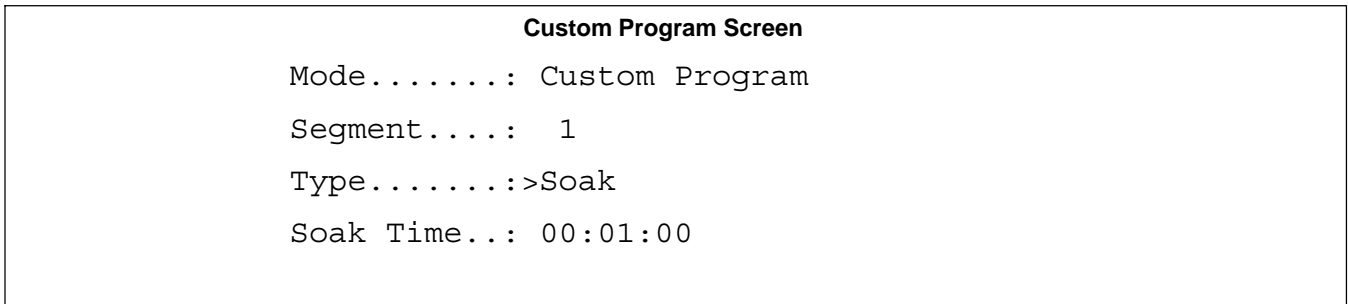 Custom Program Screen
Mode.......: Custom Program
Segment....: 1
Type.......:>Soak
Soak Time..: 00:01:00